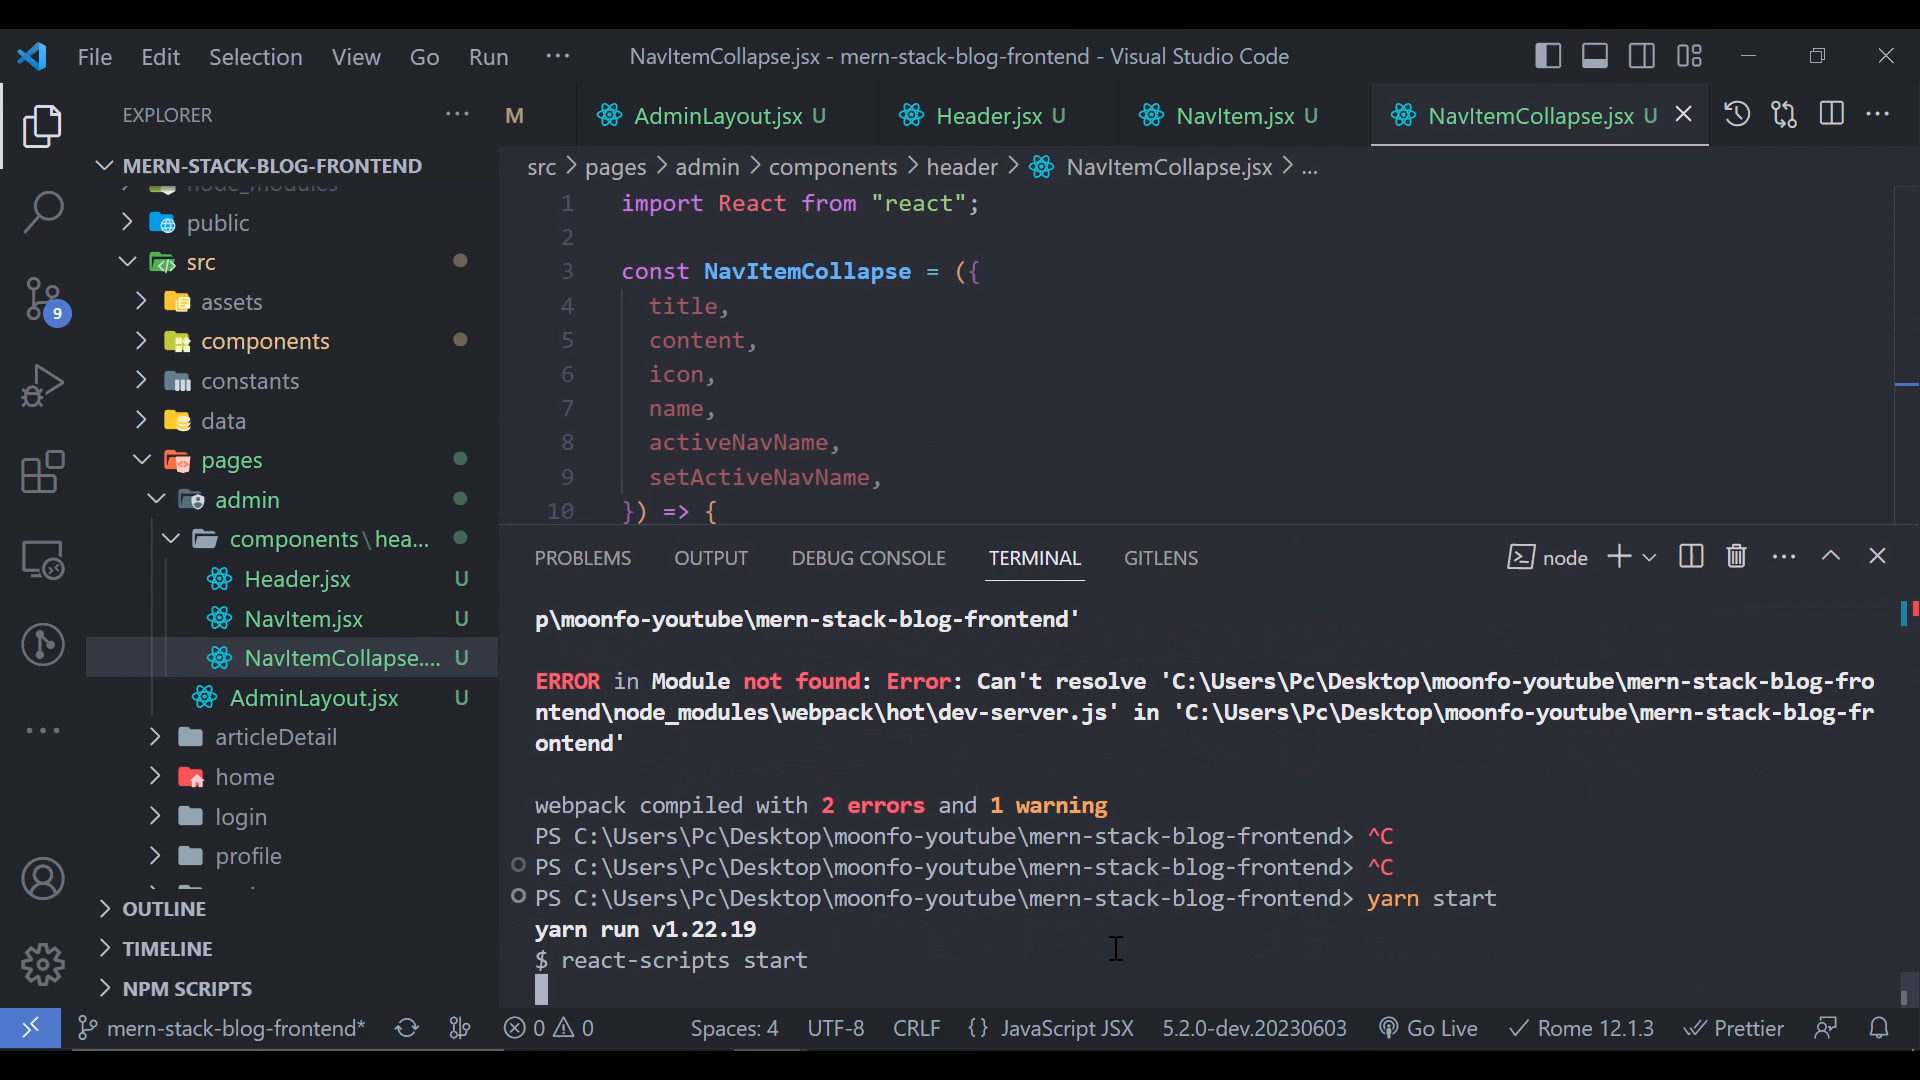 File Edit Selection View Go Run ··· NavItemCollapse.jsx - mern-stack-blog-frontend - Visual Studio Code
EXPLORER ···
MERN-STACK-BLOG-FRONTEND
node_modules
public
src
assets
components
constants
data
pages
admin
components\hea...
Header.jsx U
NavItem.jsx U
NavItemCollapse.... U
AdminLayout.jsx U
articleDetail
home
login
profile
OUTLINE
TIMELINE
NPM SCRIPTS
9
M AdminLayout.jsx U Header.jsx U NavItem.jsx U NavItemCollapse.jsx U
src > pages > admin > components > header > NavItemCollapse.jsx > ...
1 import React from "react";
2
3 const NavItemCollapse = ({
4 title,
5 content,
6 icon,
7 name,
8 activeNavName,
9 setActiveNavName,
10 }) => {
PROBLEMS OUTPUT DEBUG CONSOLE TERMINAL GITLENS node
p\moonfo-youtube\mern-stack-blog-frontend'
ERROR in Module not found: Error: Can't resolve 'C:\Users\Pc\Desktop\moonfo-youtube\mern-stack-blog-fro
ntend\node_modules\webpack\hot\dev-server.js' in 'C:\Users\Pc\Desktop\moonfo-youtube\mern-stack-blog-fr
ontend'
webpack compiled with 2 errors and 1 warning
PS C:\Users\Pc\Desktop\moonfo-youtube\mern-stack-blog-frontend> ^C
PS C:\Users\Pc\Desktop\moonfo-youtube\mern-stack-blog-frontend> ^C
PS C:\Users\Pc\Desktop\moonfo-youtube\mern-stack-blog-frontend> yarn start
yarn run v1.22.19
$ react-scripts start
mern-stack-blog-frontend* 0 0 Spaces: 4 UTF-8 CRLF {} JavaScript JSX 5.2.0-dev.20230603 Go Live Rome 12.1.3 Prettier